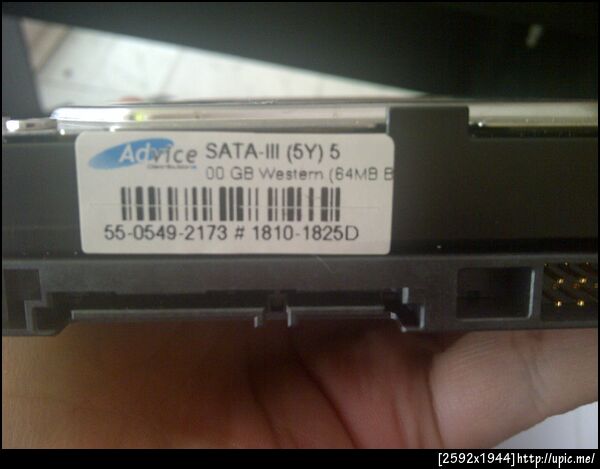 Advice SATA-III (5Y) 5
00 GB Western (64MB B
55-0549-2173 # 1810-1825D
[2592x1944]http://upic.me/